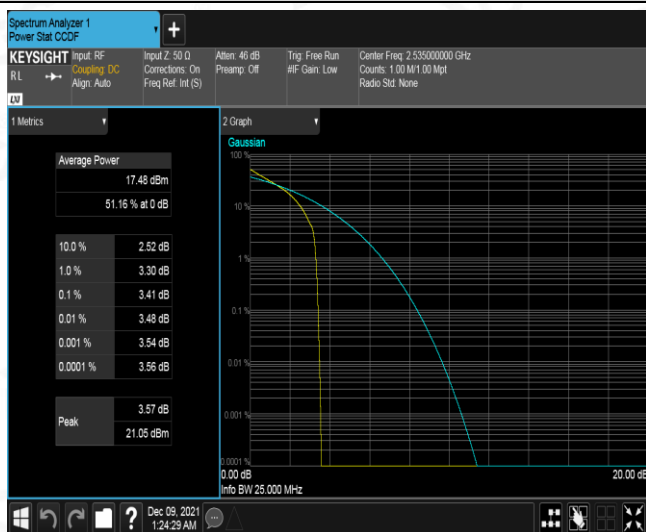 Spectrum Analyzer 1
Power Stat CCDF
+
KEYSIGHT
RL
Input: RF
Coupling: DC
Align: Auto
Input Z: 50 Ω
Corrections: On
Freq Ref: Int (S)
Atten: 46 dB
Preamp: Off
Trig: Free Run
#IF Gain: Low
Center Freq: 2.535000000 GHz
Counts: 1.00 M/1.00 Mpt
Radio Std: None
LXI
1 Metrics
Average Power
17.48 dBm
51.16 % at 0 dB
10.0 % 2.52 dB
1.0 % 3.30 dB
0.1 % 3.41 dB
0.01 % 3.48 dB
0.001 % 3.54 dB
0.0001 % 3.56 dB
Peak
3.57 dB
21.05 dBm
2 Graph
Gaussian
100 %
10 %
1 %
0.1 %
0.01 %
0.001 %
0.0001 %
0.00 dB
20.00 dB
Info BW 25.000 MHz
?
Dec 09, 2021
1:24:29 AM